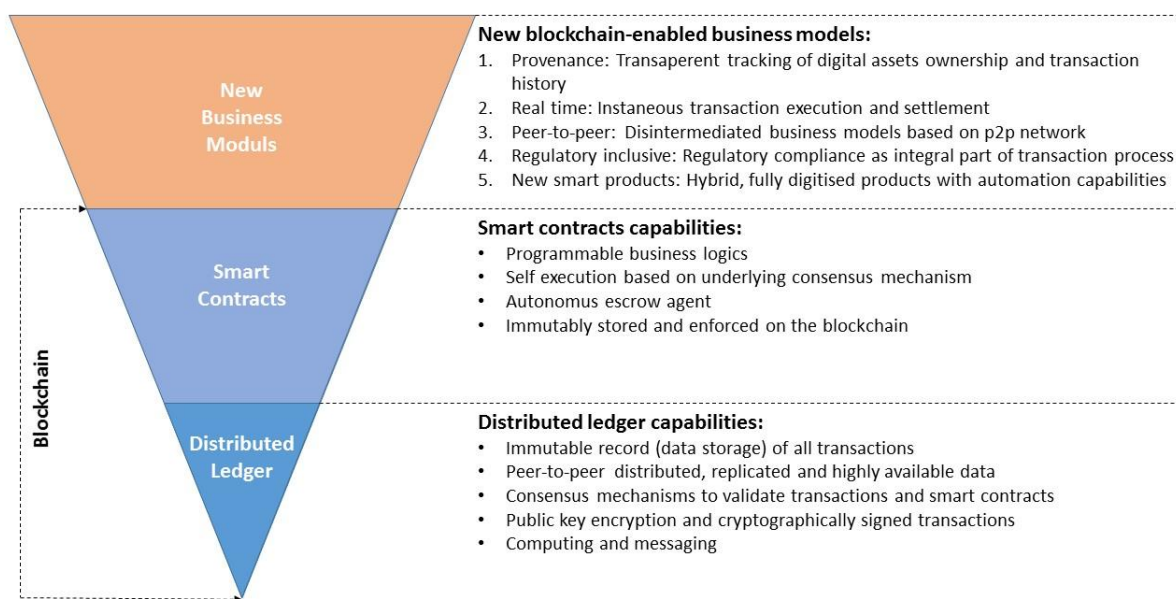 New blockchain-enabled business models:
1. Provenance: Transaperent tracking of digital assets ownership and transaction
history
2. Real time: Instaneous transaction execution and settlement
3. Peer-to-peer: Disintermediated business models based on p2p network
4. Regulatory inclusive: Regulatory compliance as integral part of transaction process
5. New smart products: Hybrid, fully digitised products with automation capabilities
New
Business
Moduls
Smart contracts capabilities:
• Programmable business logics
• Self execution based on underlying consensus mechanism
• Autonomus escrow agent
• Immutably stored and enforced on the blockchain
Smart
Contracts
Blockchain
Distributed ledger capabilities:
• Immutable record (data storage) of all transactions
• Peer-to-peer distributed, replicated and highly available data
• Consensus mechanisms to validate transactions and smart contracts
• Public key encryption and cryptographically signed transactions
• Computing and messaging
Distributed
Ledger